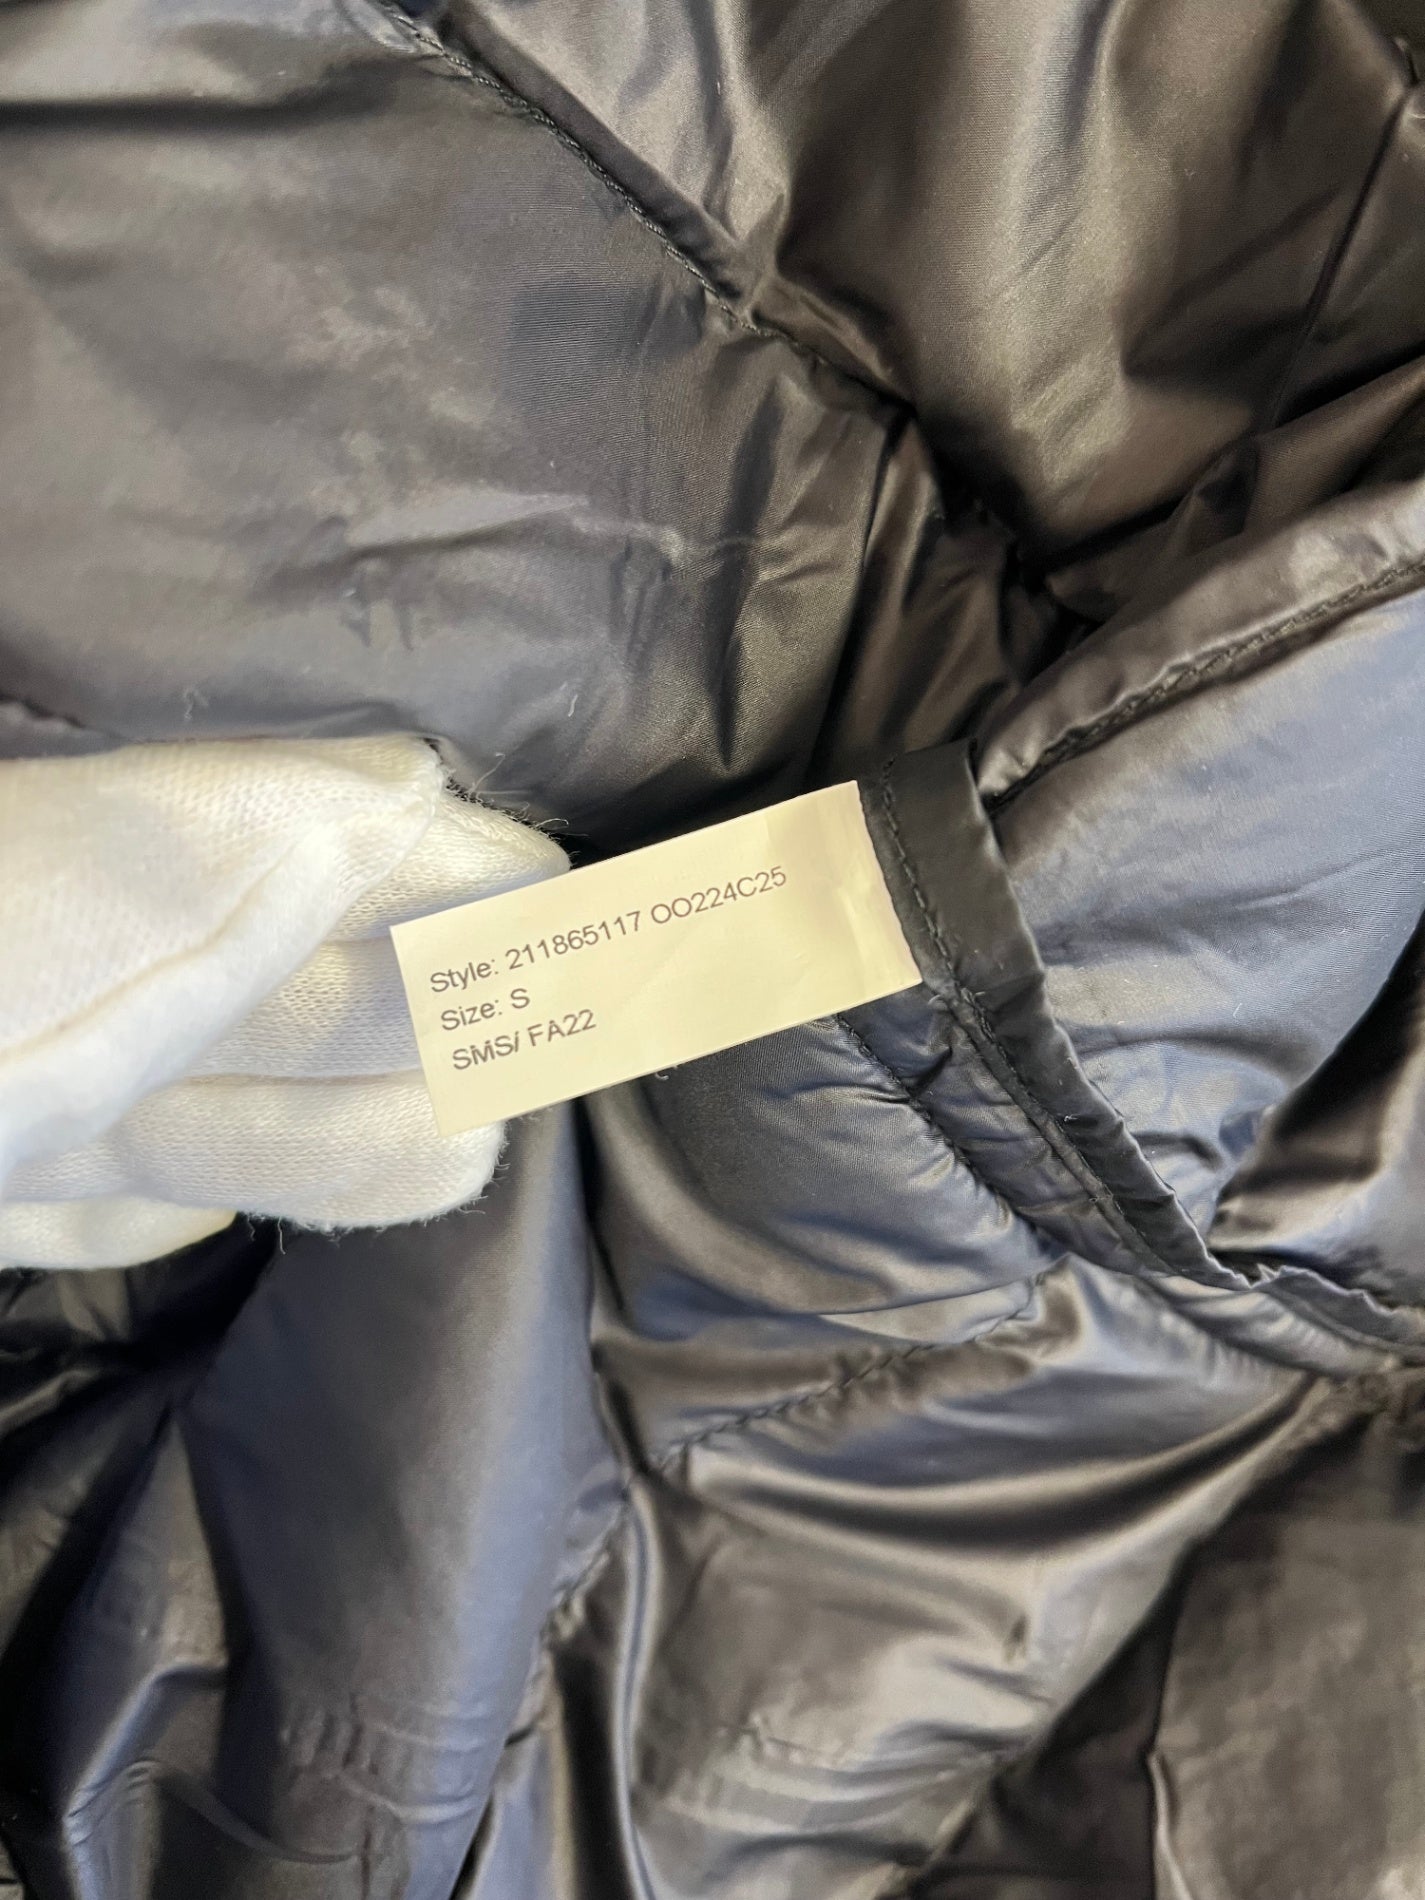 Style: 211865117 OO224C25
Size: S
SMS/ FA22